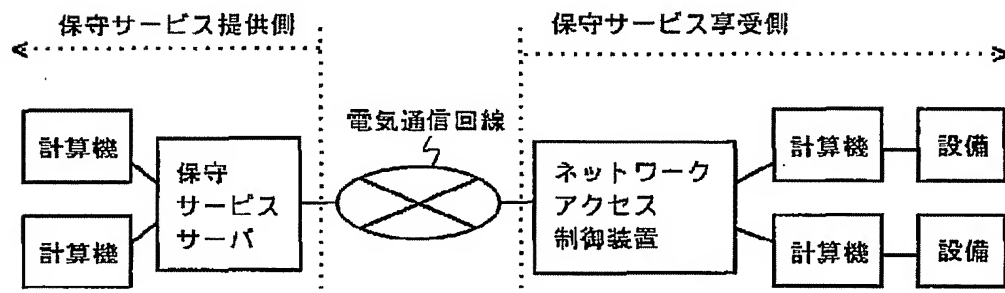 保守サービス提供側
保守サービス享受側
電気通信回線
計算機
計算機
保守
サービス
サーバ
ネットワーク
アクセス
制御装置
計算機
設備
計算機
設備